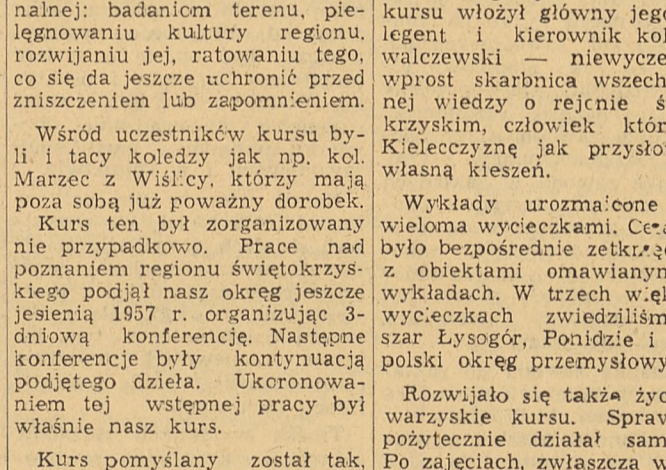 nalnej: badaniom terenu, pie-
lęgnowaniu kultury regionu,
rozwijaniu jej, ratowaniu tego,
co się da jeszcze uchronić przed
zniszczeniem lub zapomnieniem.
Wśród uczestników kursu by-
li i tacy koledzy jak np. kol.
Marzec z Wiślicy, którzy mają
poza sobą już poważny dorobek.
Kurs ten był zorganizowany
nie przypadkowo. Prace nad
poznaniem regionu świętokrzys-
kiego podjął nasz okręg jeszcze
jesienią 1957 r. organizując 3-
dniową konferencję. Następne
konferencje były kontynuacją
podjętego dzieła. Ukoronowa-
niem tej wstępnej pracy był
właśnie nasz kurs.
Kurs pomyślany został tak,
kursu włożył główny jego
legent i kierownik kol
walczewski — niewycze
wprost skarbnica wszech
nej wiedzy o rejonie ś
krzyskim, człowiek któr
Kielecczyznę jak przysło
własną kieszeń.
Wykłady urozmaicone
wieloma wycieczkami.
było bezpośrednie zetkn
z obiektami omawianym
wykładach. W trzech więk
wycieczkach zwiedziliśm
szar Łysogór, Ponidzie i
polski okręg przemysłowy
Rozwijało się także życ
warzyskie kursu. Spraw
pożytecznie działał sam
Po zajęciach, zwłaszcza w